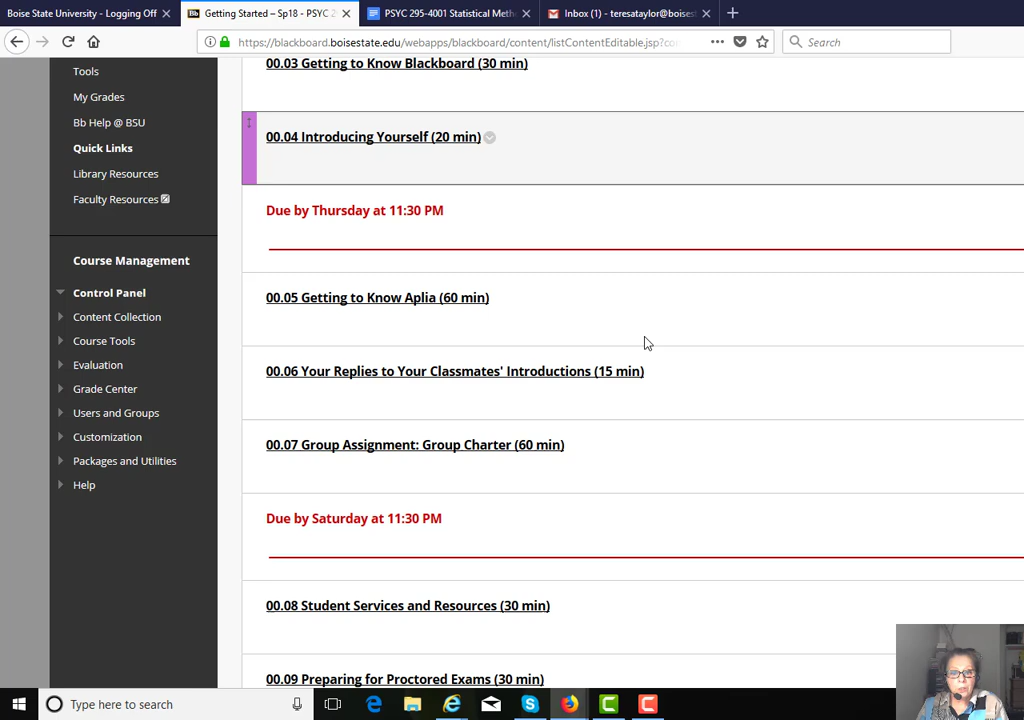 Boise State University - Logging Off
Getting Started – Sp18 - PSYC 2
PSYC 295-4001 Statistical Meth
Inbox (1) - teresataylor@boises
https://blackboard.boisestate.edu/webapps/blackboard/content/listContentEditable.jsp?co
Search
Tools
My Grades
Bb Help @ BSU
Quick Links
Library Resources
Faculty Resources
Course Management
Control Panel
Content Collection
Course Tools
Evaluation
Grade Center
Users and Groups
Customization
Packages and Utilities
Help
00.03 Getting to Know Blackboard (30 min)
00.04 Introducing Yourself (20 min)
Due by Thursday at 11:30 PM
00.05 Getting to Know Aplia (60 min)
00.06 Your Replies to Your Classmates' Introductions (15 min)
00.07 Group Assignment: Group Charter (60 min)
Due by Saturday at 11:30 PM
00.08 Student Services and Resources (30 min)
00.09 Preparing for Proctored Exams (30 min)
Type here to search